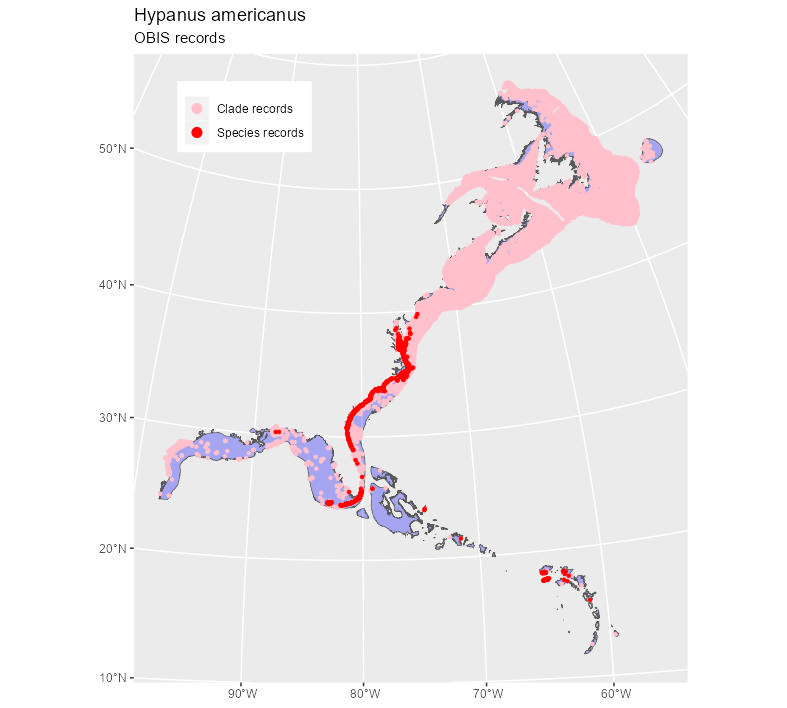 Hypanus americanus
OBIS records
Clade records
Species records
50°N
40°N
30°N
20°N
10°N
90°W 80°W 70°W 60°W